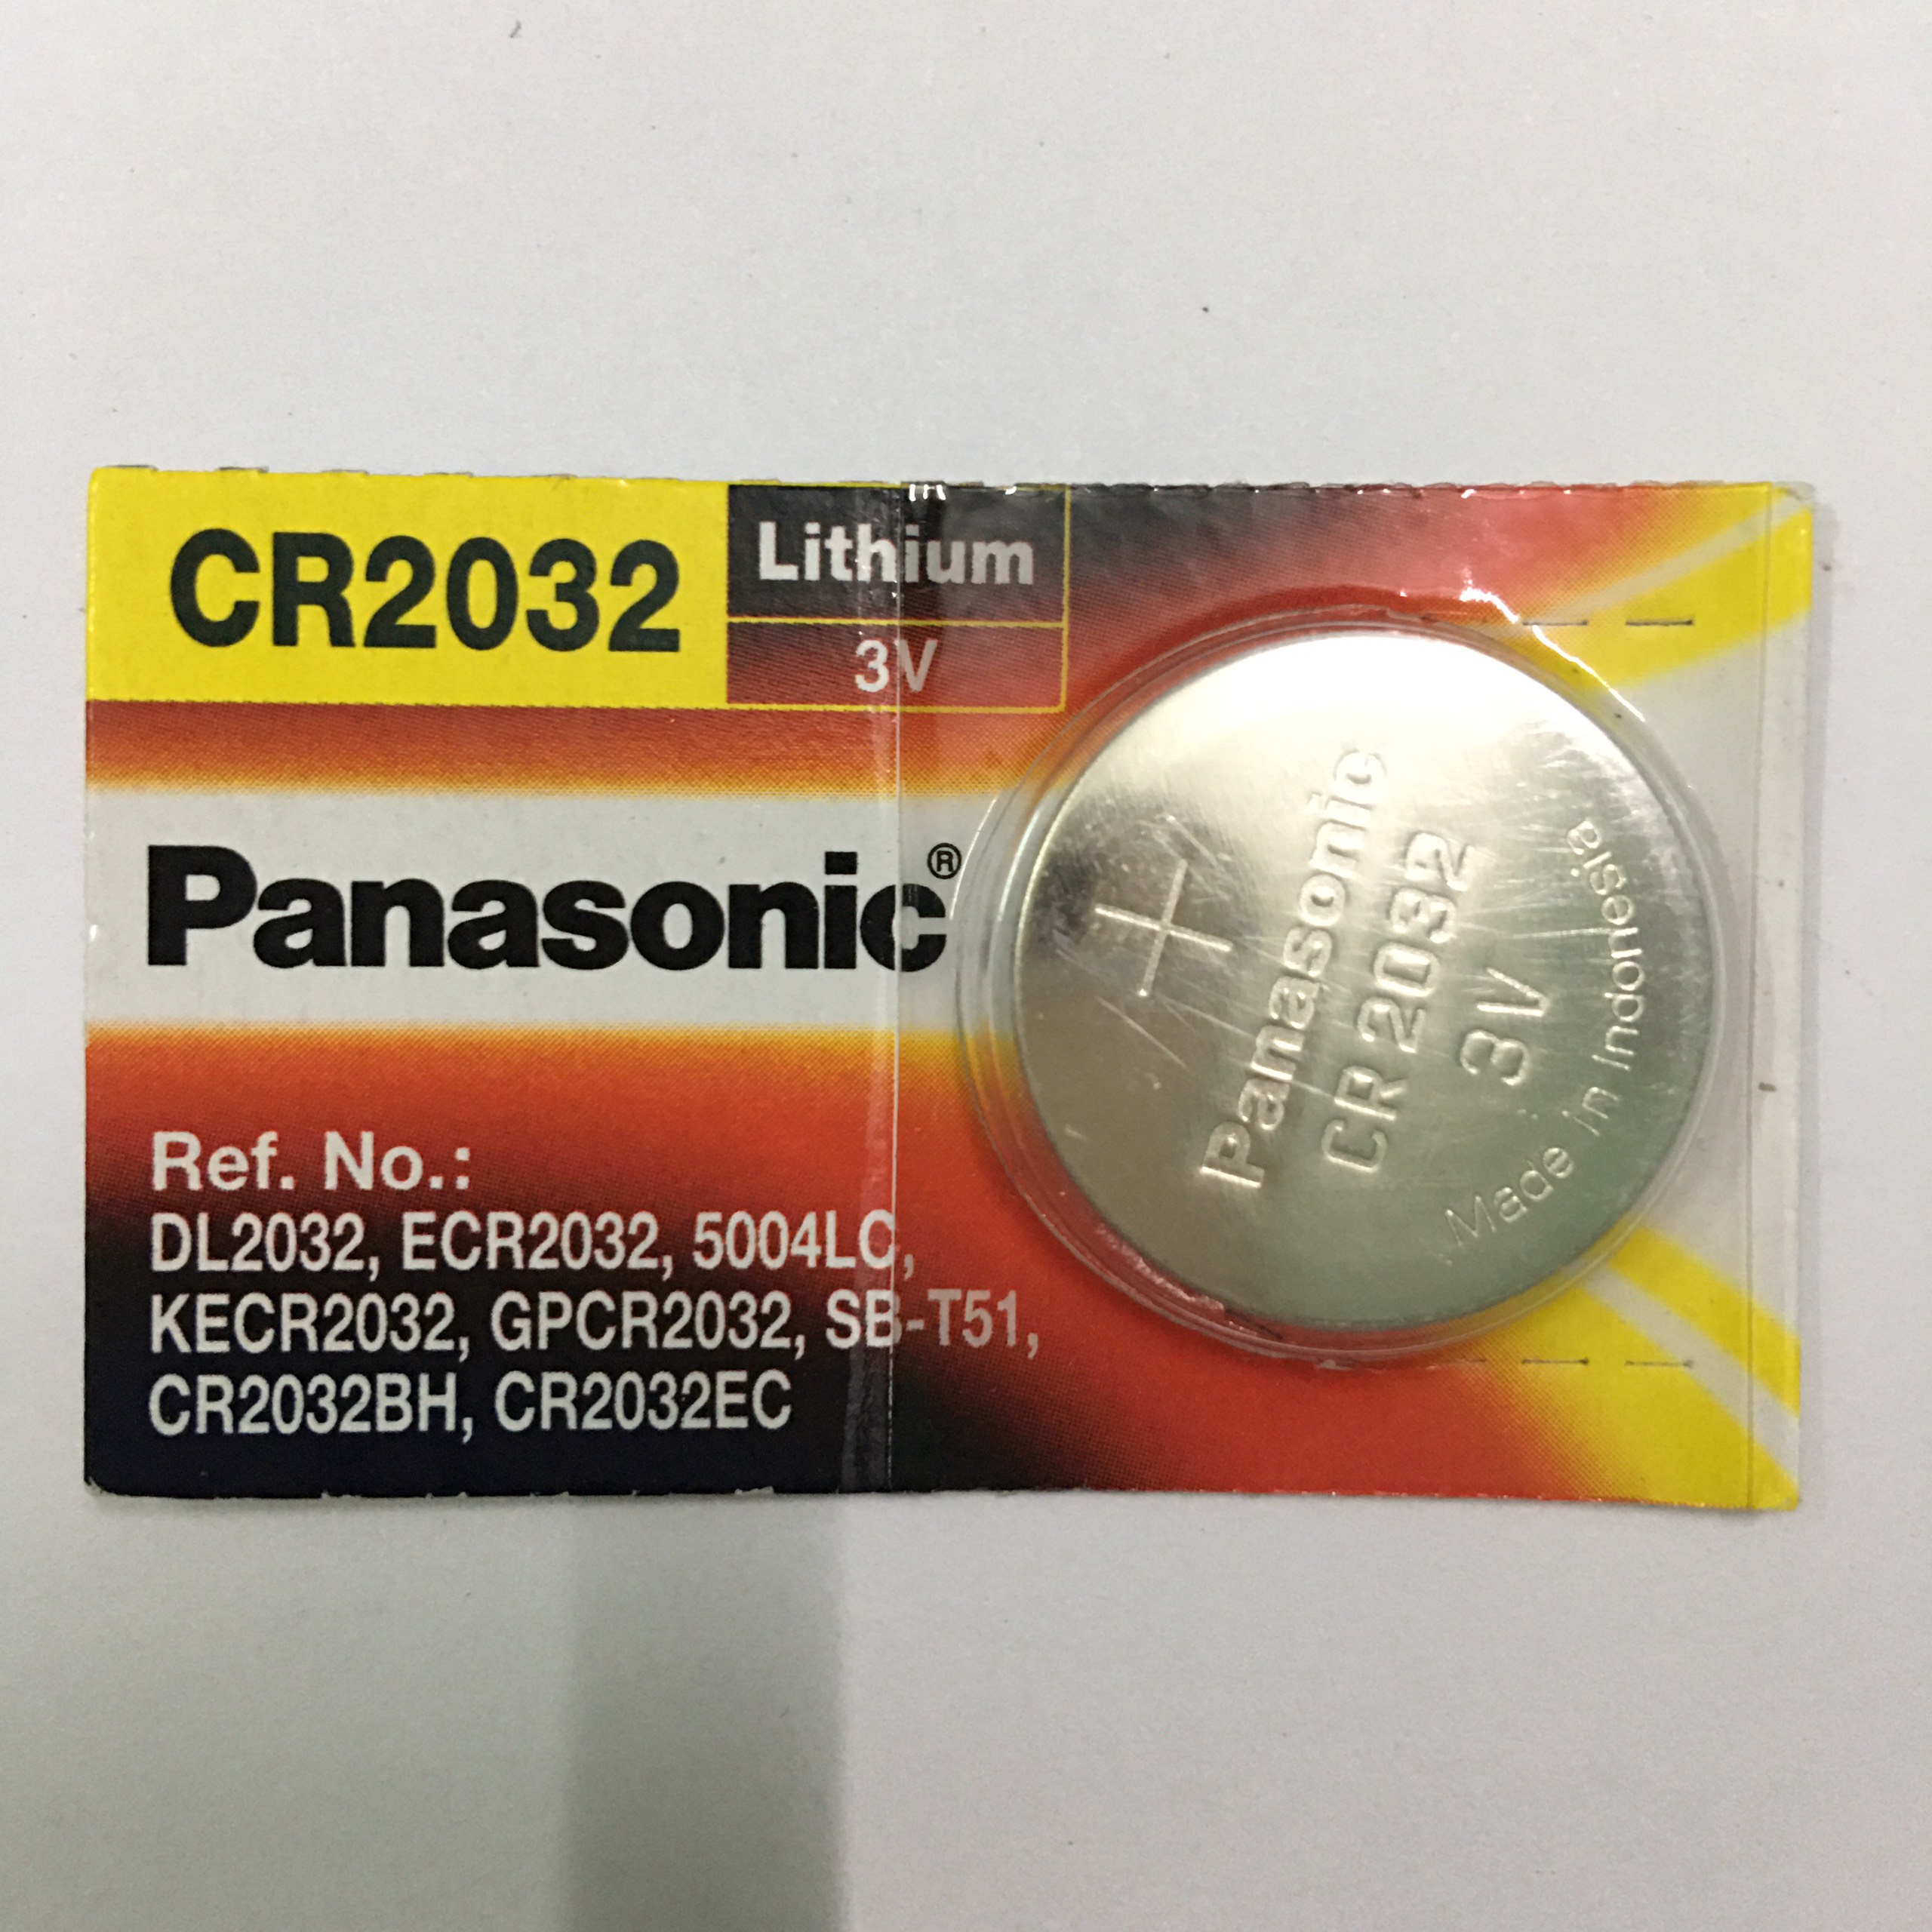 CR2032
Lithium
3V
Panasonic®
Ref. No.:
DL2032, ECR2032, 5004LC,
KECR2032, GPCR2032, SB-T51,
CR2032BH, CR2032EC
+
Panasonic
CR 2032
3V
Made in Indonesia